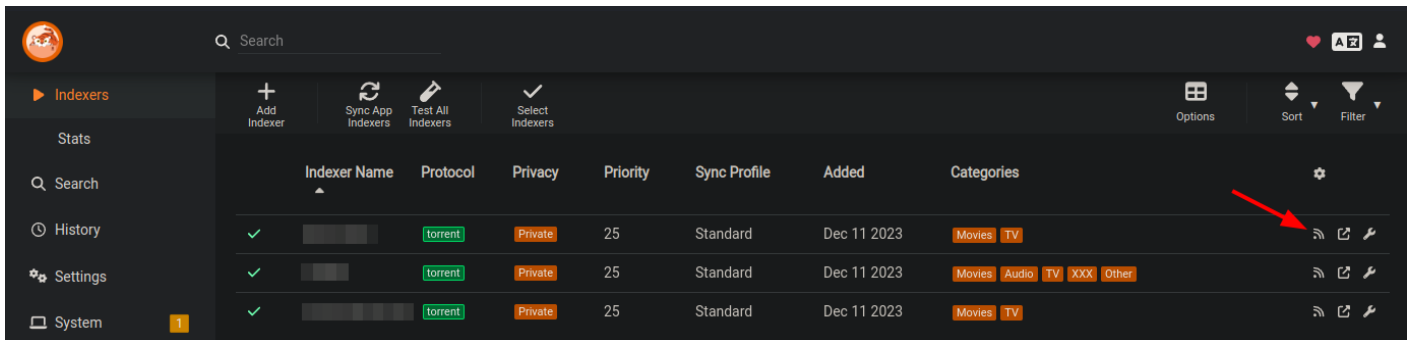 Search
Indexers
Stats
Search
History
Settings
System 1
Add Indexer
Sync App Indexers
Test All Indexers
Select Indexers
Options
Sort
Filter
Indexer Name Protocol Privacy Priority Sync Profile Added Categories
torrent Private 25 Standard Dec 11 2023 Movies TV
torrent Private 25 Standard Dec 11 2023 Movies Audio TV XXX Other
torrent Private 25 Standard Dec 11 2023 Movies TV